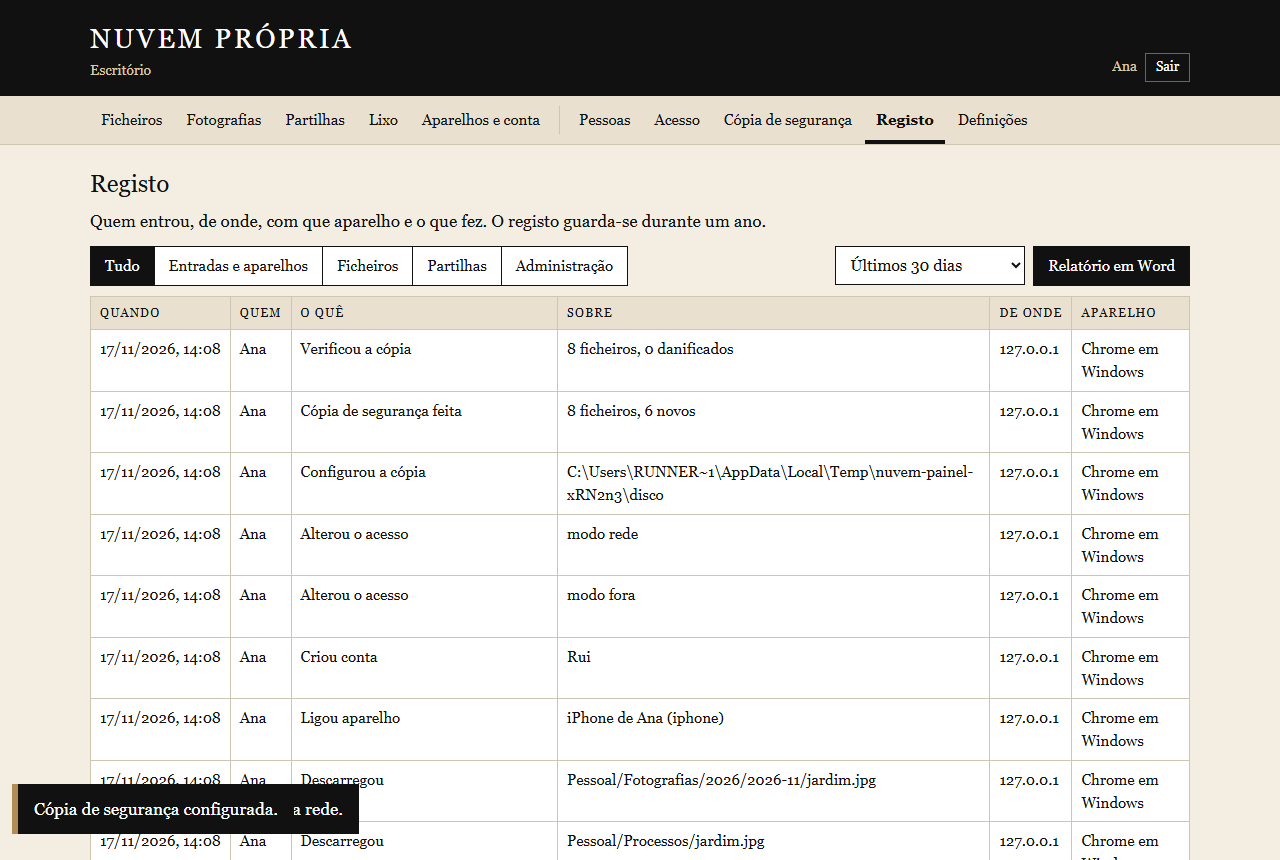 NUVEM PRÓPRIA
Escritório
Ana Sair
Ficheiros Fotografias Partilhas Lixo Aparelhos e conta Pessoas Acesso Cópia de segurança Registo Definições
Registo
Quem entrou, de onde, com que aparelho e o que fez. O registo guarda-se durante um ano.
Tudo Entradas e aparelhos Ficheiros Partilhas Administração Últimos 30 dias Relatório em Word
QUANDO QUEM O QUÊ SOBRE DE ONDE APARELHO
17/11/2026, 14:08 Ana Verificou a cópia 8 ficheiros, 0 danificados 127.0.0.1 Chrome em
Windows
17/11/2026, 14:08 Ana Cópia de segurança feita 8 ficheiros, 6 novos 127.0.0.1 Chrome em
Windows
17/11/2026, 14:08 Ana Configurou a cópia C:\Users\RUNNER~1\AppData\Local\Temp\nuvem-painel- 127.0.0.1 Chrome em
xRN2n3\disco Windows
17/11/2026, 14:08 Ana Alterou o acesso modo rede 127.0.0.1 Chrome em
Windows
17/11/2026, 14:08 Ana Alterou o acesso modo fora 127.0.0.1 Chrome em
Windows
17/11/2026, 14:08 Ana Criou conta Rui 127.0.0.1 Chrome em
Windows
17/11/2026, 14:08 Ana Ligou aparelho iPhone de Ana (iphone) 127.0.0.1 Chrome em
Windows
17/11/2026, 14:08 Ana Descarregou Pessoal/Fotografias/2026/2026-11/jardim.jpg 127.0.0.1 Chrome em
Windows
Cópia de segurança configurada. a rede.
17/11/2026, 14:08 Ana Descarregou Pessoal/Processos/jardim.jpg 127.0.0.1 Chrome em